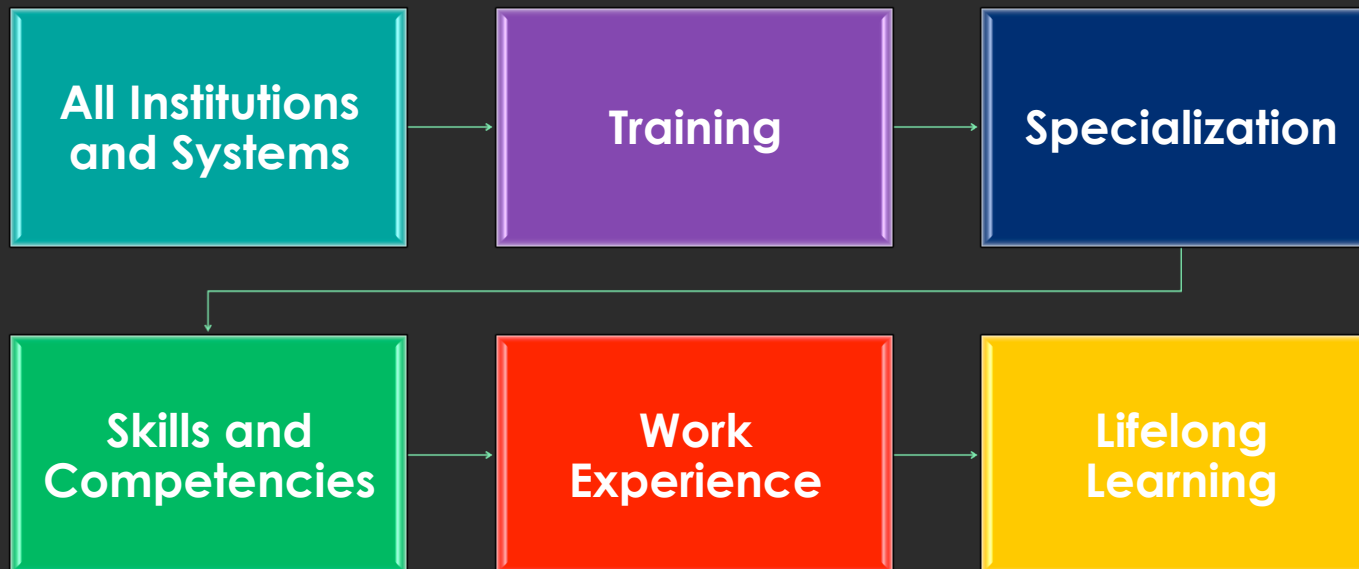 All Institutions
and Systems
Training
Specialization
Skills and
Competencies
Work
Experience
Lifelong
Learning